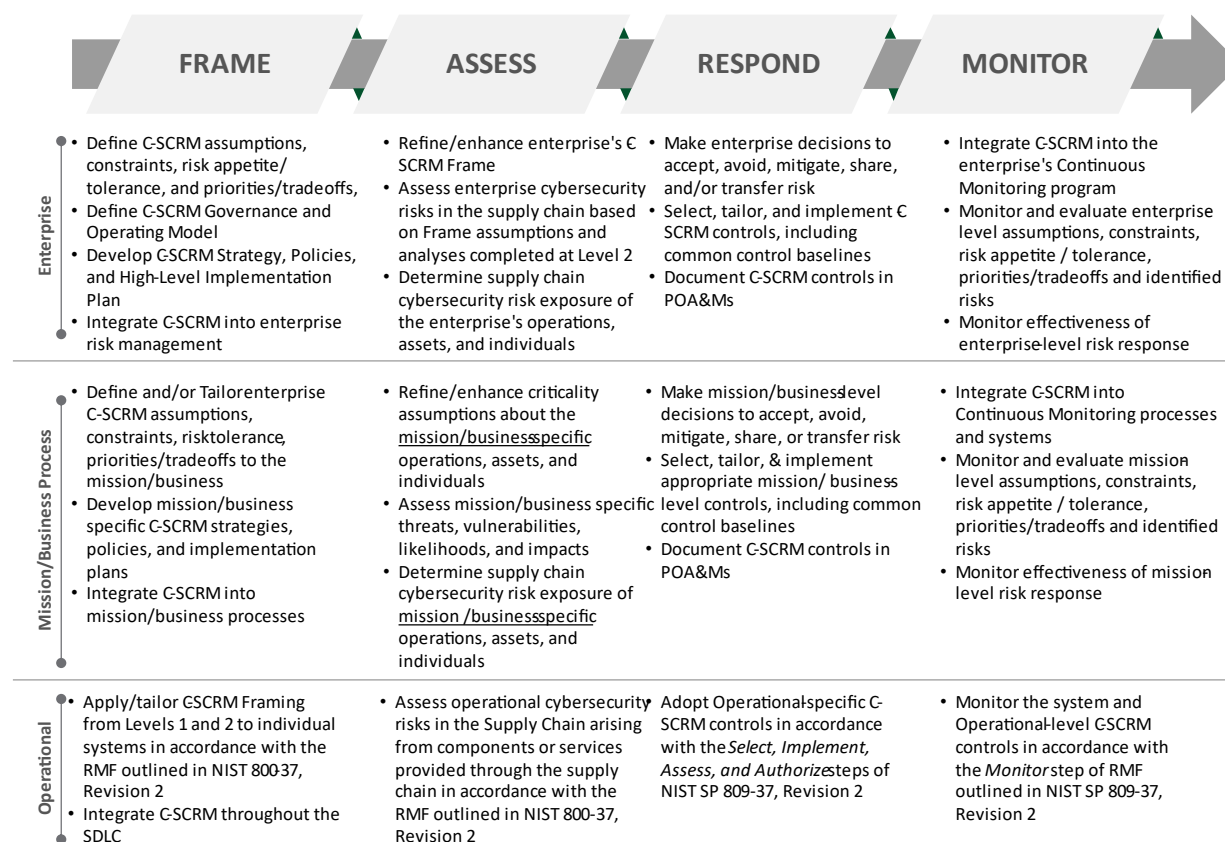 FRAME
ASSESS
RESPOND
MONITOR
Enterprise
• Define C-SCRM assumptions,
constraints, risk appetite/
tolerance, and priorities/tradeoffs,
• Define C-SCRM Governance and
Operating Model
• Develop C-SCRM Strategy, Policies,
and High-Level Implementation
Plan
• Integrate C-SCRM into enterprise
risk management
• Refine/enhance enterprise's C-
SCRM Frame
• Assess enterprise cybersecurity
risks in the supply chain based
on Frame assumptions and
analyses completed at Level 2
• Determine supply chain
cybersecurity risk exposure of
the enterprise's operations,
assets, and individuals
• Make enterprise decisions to
accept, avoid, mitigate, share,
and/or transfer risk
• Select, tailor, and implement C-
SCRM controls, including
common control baselines
• Document C-SCRM controls in
POA&Ms
• Integrate C-SCRM into the
enterprise's Continuous
Monitoring program
• Monitor and evaluate enterprise
level assumptions, constraints,
risk appetite / tolerance,
priorities/tradeoffs and identified
risks
• Monitor effectiveness of
enterprise-level risk response
Mission/Business Process
• Define and/or Tailor enterprise
C-SCRM assumptions,
constraints, risk tolerance,
priorities/tradeoffs to the
mission/business
• Develop mission/business
specific C-SCRM strategies,
policies, and implementation
plans
• Integrate C-SCRM into
mission/business processes
• Refine/enhance criticality
assumptions about the
mission/business-specific
operations, assets, and
individuals
• Assess mission/business specific
threats, vulnerabilities,
likelihoods, and impacts
• Determine supply chain
cybersecurity risk exposure of
mission /business-specific
operations, assets, and
individuals
• Make mission/business-level
decisions to accept, avoid,
mitigate, share, or transfer risk
• Select, tailor, & implement
appropriate mission/ business-
level controls, including common
control baselines
• Document C-SCRM controls in
POA&Ms
• Integrate C-SCRM into
Continuous Monitoring processes
and systems
• Monitor and evaluate mission-
level assumptions, constraints,
risk appetite / tolerance,
priorities/tradeoffs and identified
risks
• Monitor effectiveness of mission-
level risk response
Operational
• Apply/tailor C-SCRM Framing
from Levels 1 and 2 to individual
systems in accordance with the
RMF outlined in NIST 800-37,
Revision 2
• Integrate C-SCRM throughout the
SDLC
• Assess operational cybersecurity
risks in the Supply Chain arising
from components or services
provided through the supply
chain in accordance with the
RMF outlined in NIST 800-37,
Revision 2
• Adopt Operational-specific C-
SCRM controls in accordance
with the Select, Implement,
Assess, and Authorize steps of
NIST SP 809-37, Revision 2
• Monitor the system and
Operational-level C-SCRM
controls in accordance with
the Monitor step of RMF
outlined in NIST SP 809-37,
Revision 2